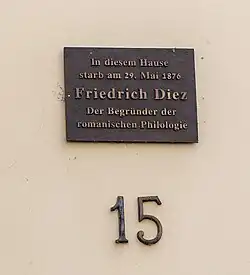 In diesem Hause
starb am 29. Mai 1876
Friedrich Diez
Der Begründer der
romanischen Philologie
15